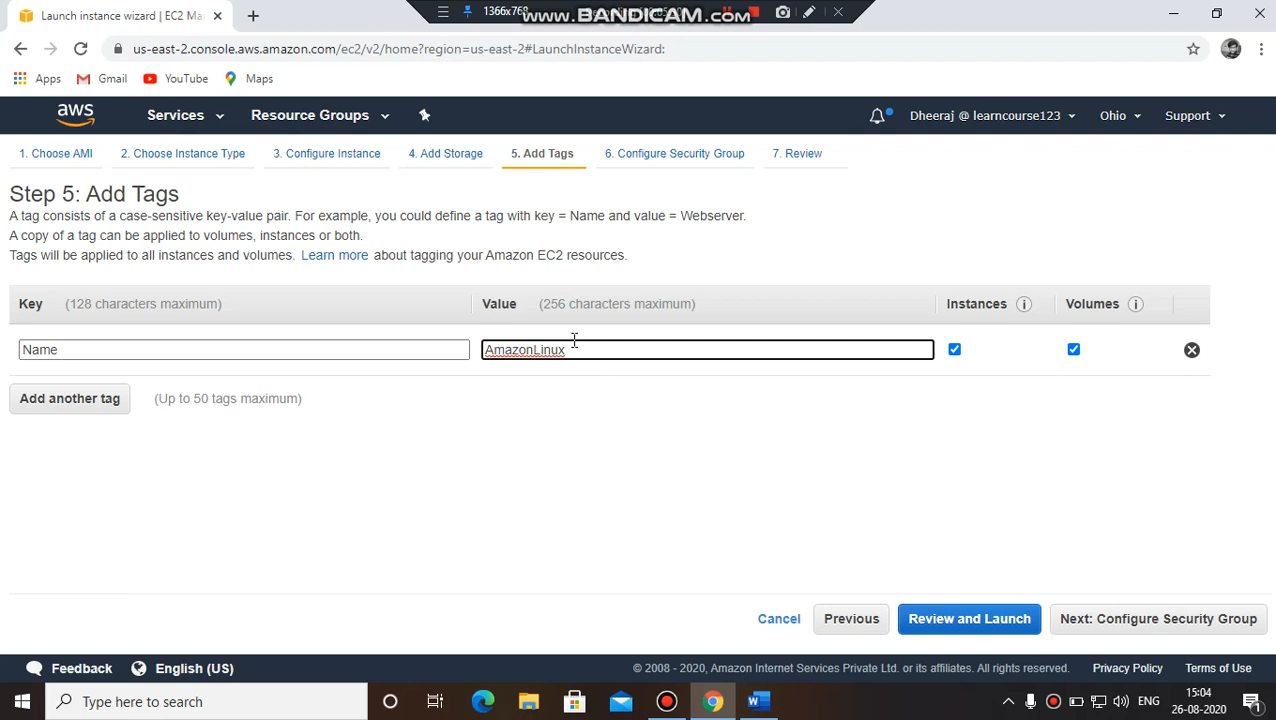 Launch instance wizard | EC2 Ma
1366x768
www.BANDICAM.com
us-east-2.console.aws.amazon.com/ec2/v2/home?region=us-east-2#LaunchInstanceWizard:
Apps Gmail YouTube Maps
aws Services Resource Groups Dheeraj @ learncourse123 Ohio Support
1. Choose AMI 2. Choose Instance Type 3. Configure Instance 4. Add Storage 5. Add Tags 6. Configure Security Group 7. Review
Step 5: Add Tags
A tag consists of a case-sensitive key-value pair. For example, you could define a tag with key = Name and value = Webserver.
A copy of a tag can be applied to volumes, instances or both.
Tags will be applied to all instances and volumes. Learn more about tagging your Amazon EC2 resources.
Key (128 characters maximum) Value (256 characters maximum) Instances Volumes
Name AmazonLinux
Add another tag (Up to 50 tags maximum)
Cancel Previous Review and Launch Next: Configure Security Group
Feedback English (US) © 2008 - 2020, Amazon Internet Services Private Ltd. or its affiliates. All rights reserved. Privacy Policy Terms of Use
Type here to search ENG 15:04
26-08-2020 1